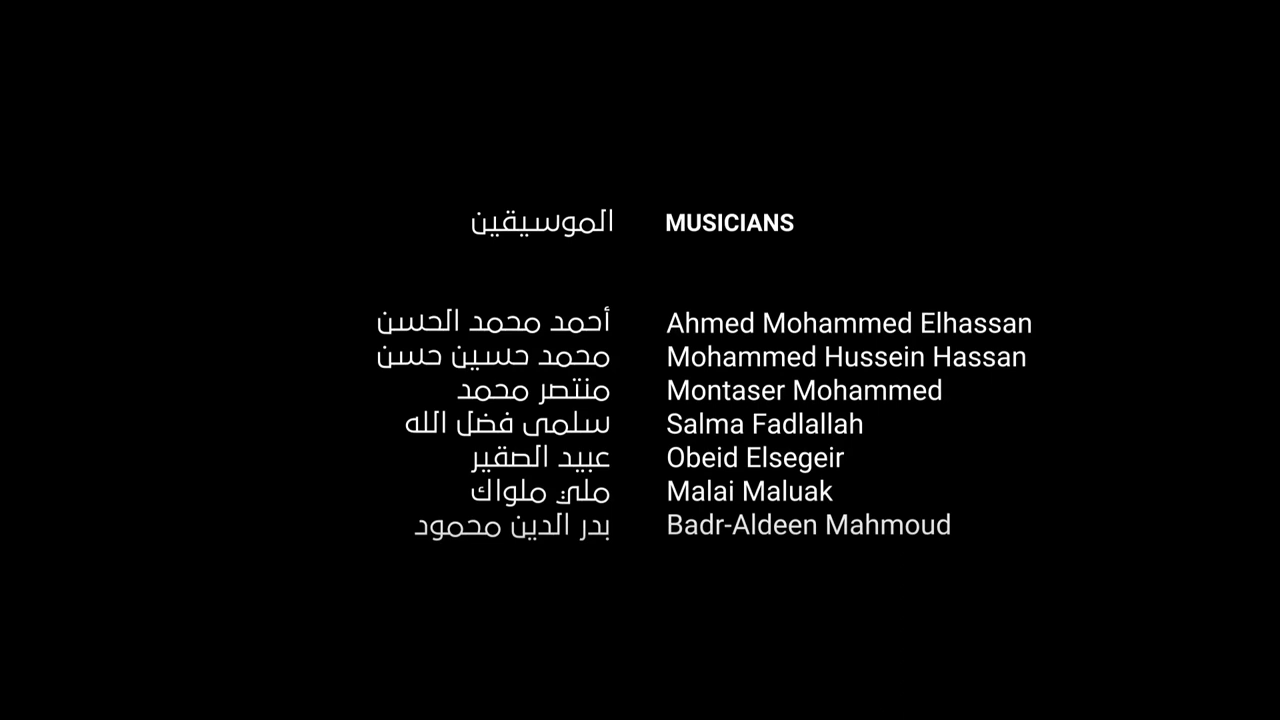 الموسيقين MUSICIANS
أحمد محمد الحسن Ahmed Mohammed Elhassan
محمد حسين حسن Mohammed Hussein Hassan
منتصر محمد Montaser Mohammed
سلمى فضل الله Salma Fadlallah
عبيد الصقير Obeid Elsegeir
ملي ملواك Malai Maluak
بدر الدين محمود Badr-Aldeen Mahmoud